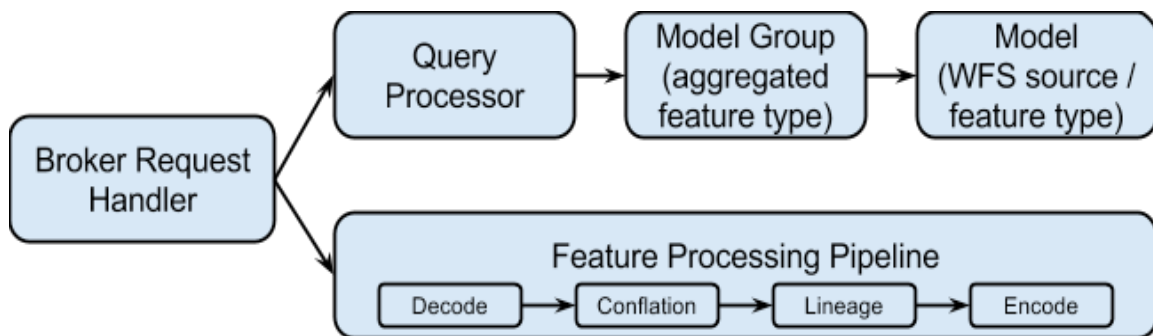 Broker Request
Handler
Query
Processor
Model Group
(aggregated
feature type)
Model
(WFS source /
feature type)
Feature Processing Pipeline
Decode
Conflation
Lineage
Encode